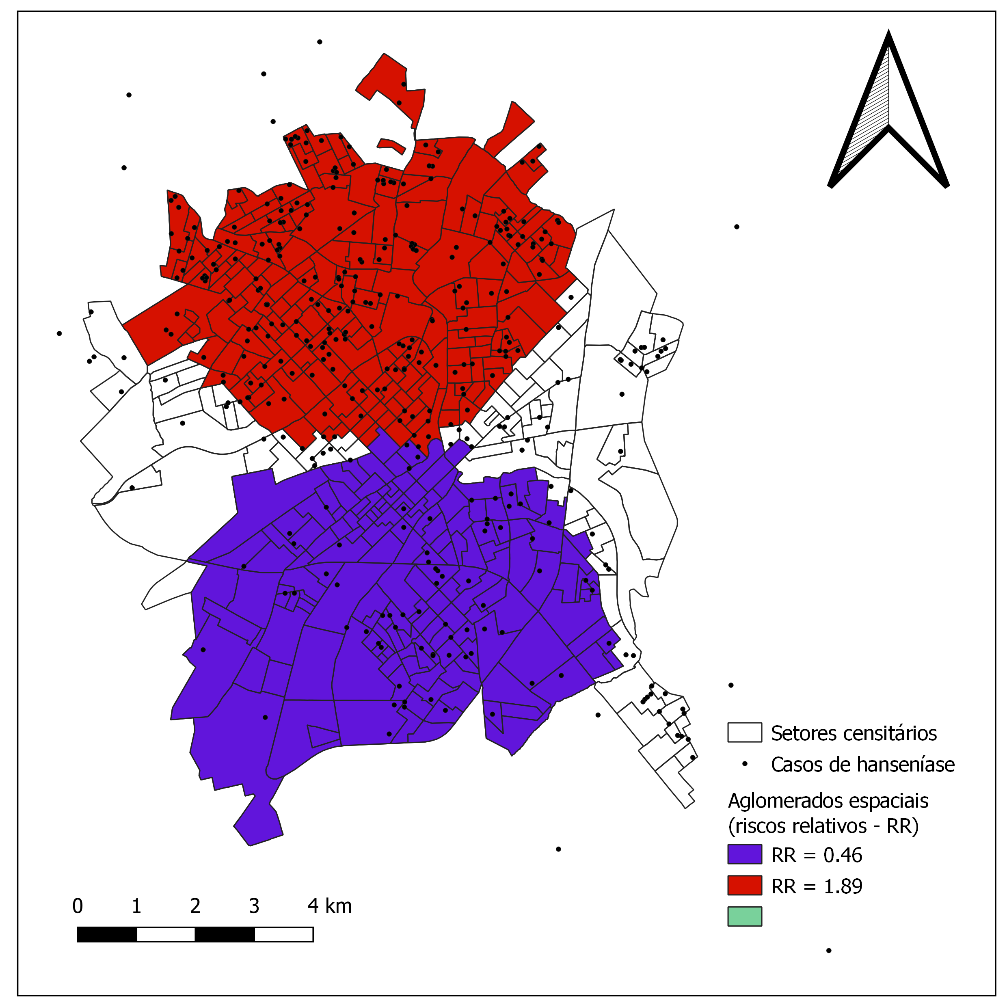 Setores censitários
Casos de hanseníase
Aglomerados espaciais
(riscos relativos - RR)
RR = 0.46
RR = 1.89
0 1 2 3 4 km